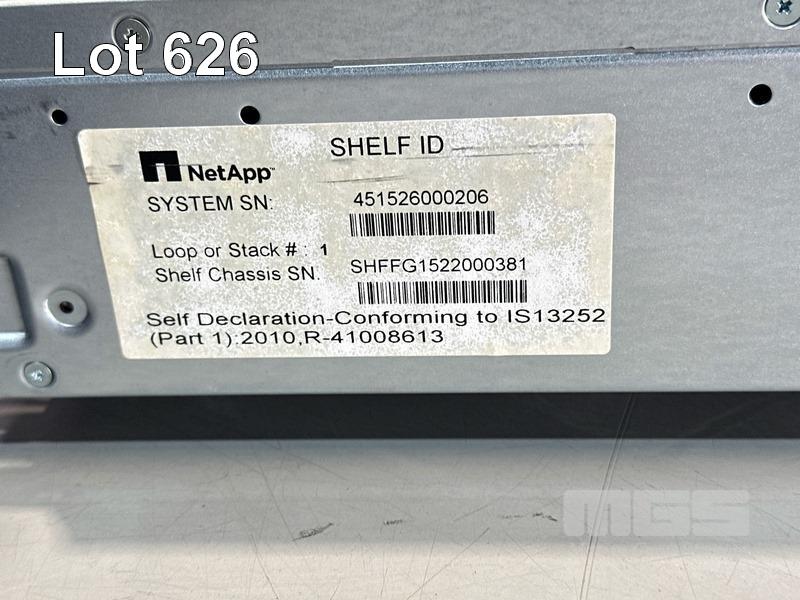 Lot 626
NetApp™ SHELF ID
SYSTEM SN: 451526000206
Loop or Stack # : 1
Shelf Chassis SN. SHFFG1522000381
Self Declaration-Conforming to IS13252
(Part 1):2010,R-41008613
MGS